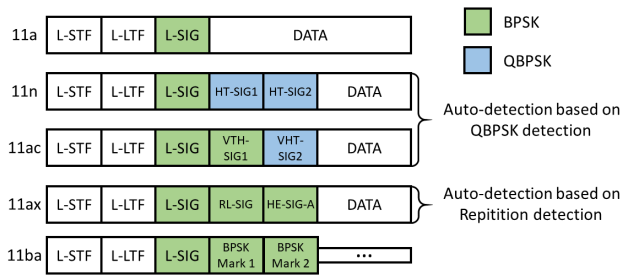 BPSK
QBPSK
11a L-STF L-LTF L-SIG DATA
11n L-STF L-LTF L-SIG HT-SIG1 HT-SIG2 DATA
Auto-detection based on
QBPSK detection
11ac L-STF L-LTF L-SIG VTH-SIG1 VHT-SIG2 DATA
11ax L-STF L-LTF L-SIG RL-SIG HE-SIG-A DATA
Auto-detection based on
Repitition detection
11ba L-STF L-LTF L-SIG BPSK Mark 1 BPSK Mark 2 ...